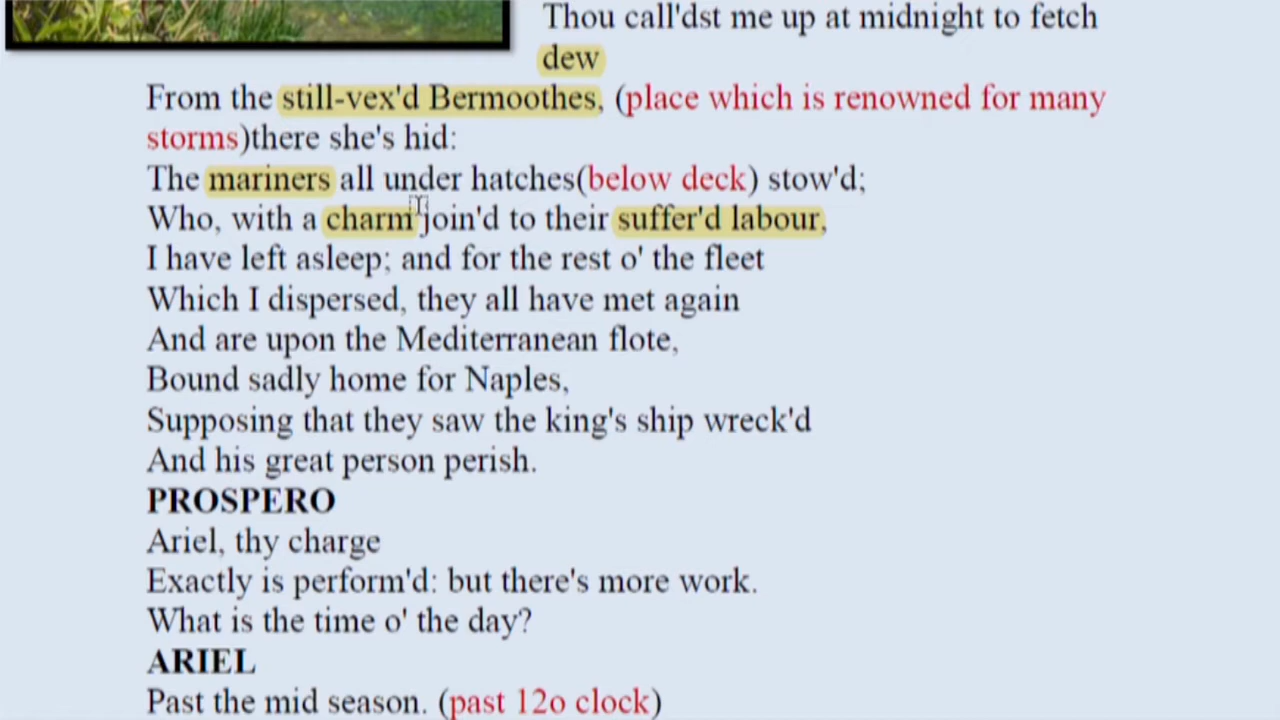 Thou call'dst me up at midnight to fetch
dew
From the still-vex'd Bermoothes, (place which is renowned for many
storms)there she's hid:
The mariners all under hatches(below deck) stow'd;
Who, with a charm join'd to their suffer'd labour,
I have left asleep; and for the rest o' the fleet
Which I dispersed, they all have met again
And are upon the Mediterranean flote,
Bound sadly home for Naples,
Supposing that they saw the king's ship wreck'd
And his great person perish.
PROSPERO
Ariel, thy charge
Exactly is perform'd: but there's more work.
What is the time o' the day?
ARIEL
Past the mid season. (past 12o clock)